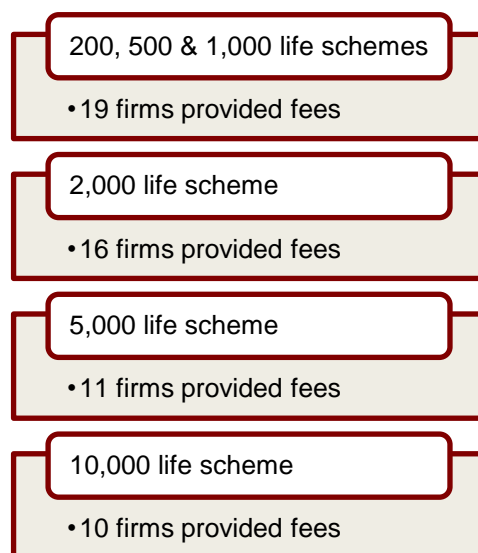 200, 500 & 1,000 life schemes
•19 firms provided fees
2,000 life scheme
•16 firms provided fees
5,000 life scheme
•11 firms provided fees
10,000 life scheme
•10 firms provided fees